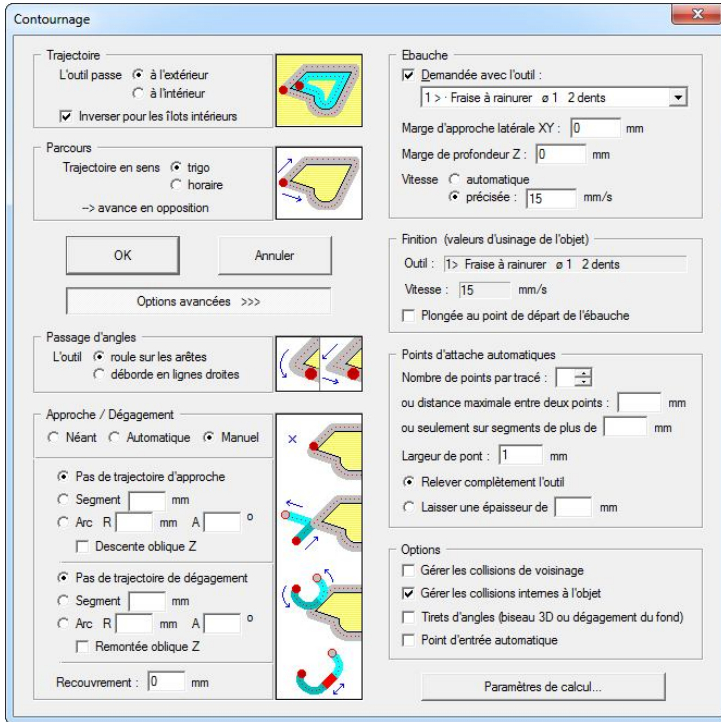 Contournage
Trajectoire
L'outil passe à l'extérieur
à l'intérieur
Inverser pour les îlots intérieurs
Parcours
Trajectoire en sens trigo
horaire
--> avance en opposition
OK
Annuler
Options avancées >>>
Passage d'angles
L'outil roule sur les arêtes
déborde en lignes droites
Approche / Dégagement
Néant Automatique Manuel
Pas de trajectoire d'approche
Segment mm
Arc R mm A °
Descente oblique Z
Pas de trajectoire de dégagement
Segment mm
Arc R mm A °
Remontée oblique Z
Recouvrement : 0 mm
Ebauche
Demandée avec l'outil :
1 > · Fraise à rainurer ø 1 2 dents
Marge d'approche latérale XY : 0 mm
Marge de profondeur Z : 0 mm
Vitesse automatique
précisée : 15 mm/s
Finition (valeurs d'usinage de l'objet)
Outil : 1> Fraise à rainurer ø 1 2 dents
Vitesse : 15 mm/s
Plongée au point de départ de l'ébauche
Points d'attache automatiques
Nombre de points par tracé :
ou distance maximale entre deux points : mm
ou seulement sur segments de plus de mm
Largeur de pont : 1 mm
Relever complètement l'outil
Laisser une épaisseur de mm
Options
Gérer les collisions de voisinage
Gérer les collisions internes à l'objet
Tirets d'angles (biseau 3D ou dégagement du fond)
Point d'entrée automatique
Paramètres de calcul...